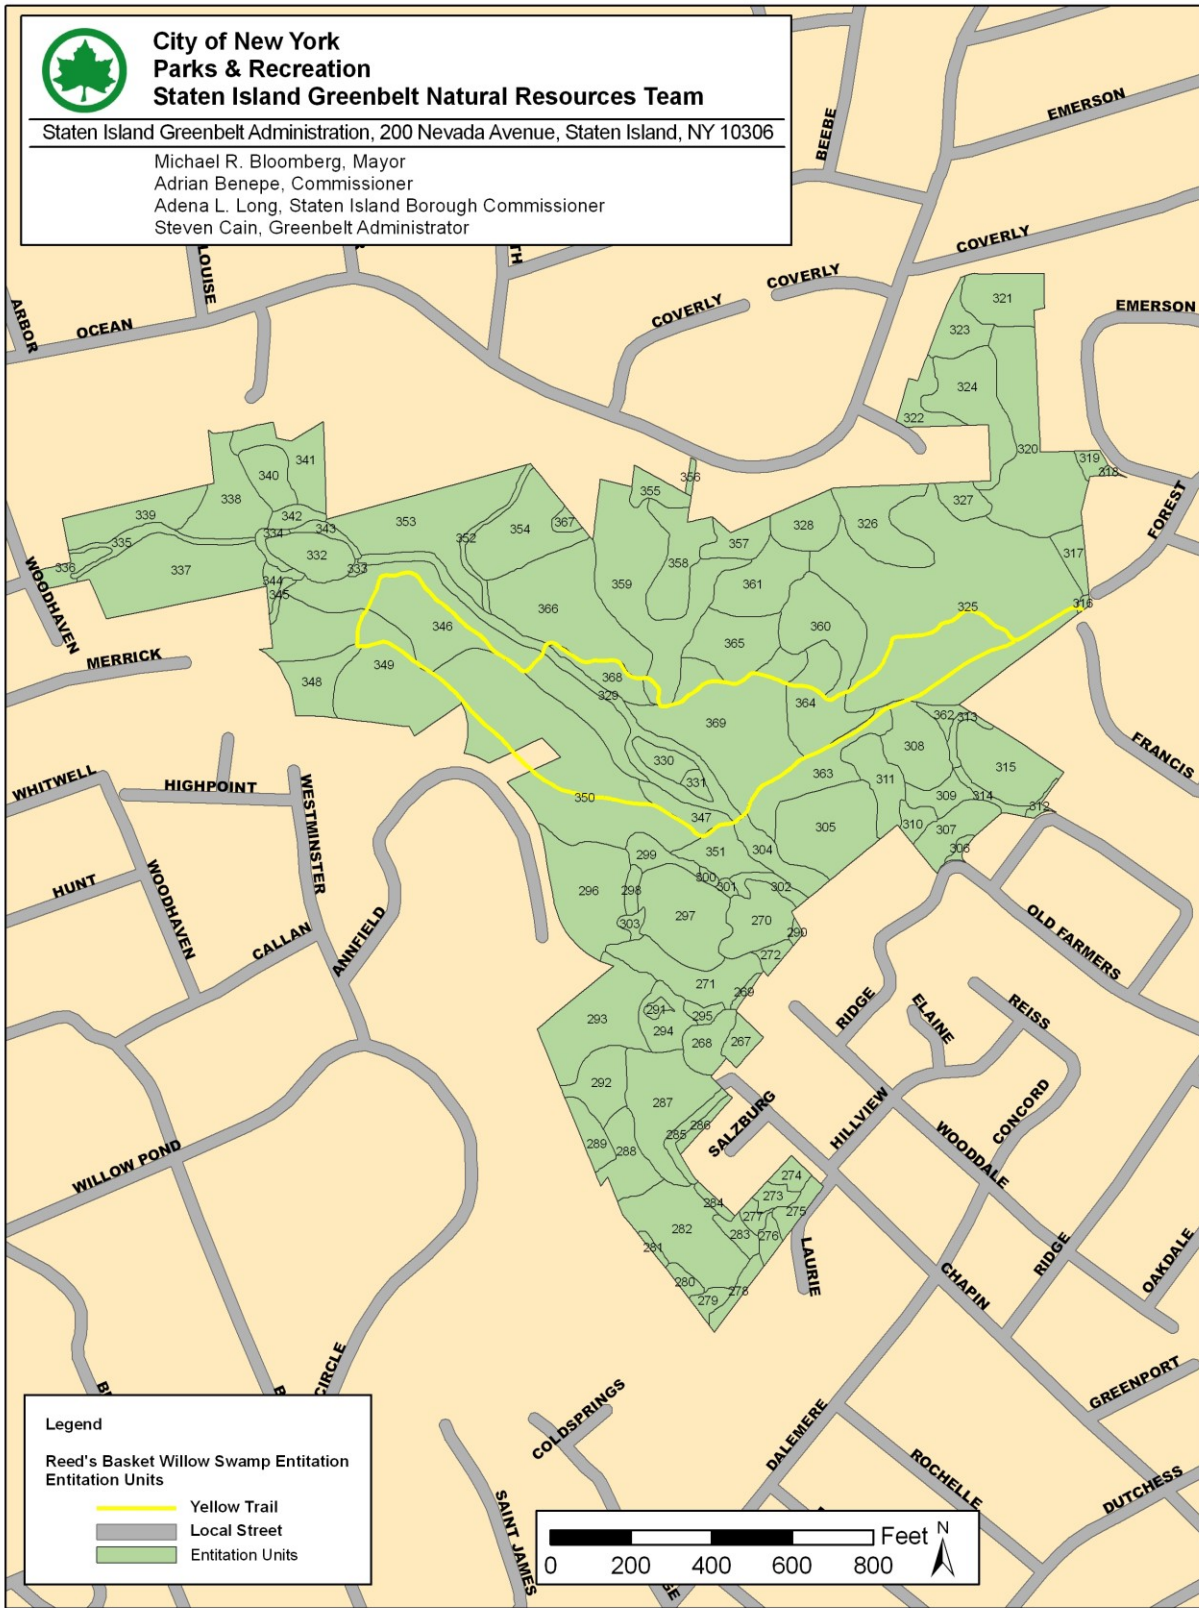 City of New York
Parks & Recreation
Staten Island Greenbelt Natural Resources Team
Staten Island Greenbelt Administration, 200 Nevada Avenue, Staten Island, NY 10306
Michael R. Bloomberg, Mayor
Adrian Benepe, Commissioner
Adena L. Long, Staten Island Borough Commissioner
Steven Cain, Greenbelt Administrator
BEEBE
EMERSON
COVERLY
COVERLY
COVERLY
EMERSON
LOUISE
TH
ARBOR
OCEAN
321
323
324
322
320
319
318
FOREST
341
340
338
339
342
343
334
335
332
336
337
333
344
345
353
352
354
367
355
356
357
358
359
328
326
327
317
316
361
360
325
366
346
365
WOODHAVEN
MERRICK
349
348
368
329
364
369
362
313
308
315
330
331
363
311
309
314
312
FRANCIS
WHITWELL
HIGHPOINT
WESTMINSTER
350
347
305
310
307
306
351
304
299
300
301
302
296
298
297
270
303
290
272
HUNT
WOODHAVEN
CALLAN
ANNFIELD
OLD FARMERS
271
269
291
295
293
294
268
267
RIDGE
ELAINE
REISS
292
287
286
285
289
288
SALZBURG
HILLVIEW
CONCORD
WOODDALE
WILLOW POND
274
273
284
277
275
282
283
276
281
280
279
278
LAURIE
CHAPIN
RIDGE
OAKDALE
CIRCLE
GREENPORT
COLDSPRINGS
DALEMERE
ROCHELLE
DUTCHESS
SAINT JAMES
GE
Legend
Reed's Basket Willow Swamp Entitation
Entitation Units
Yellow Trail
Local Street
Entitation Units
Feet
N
0 200 400 600 800